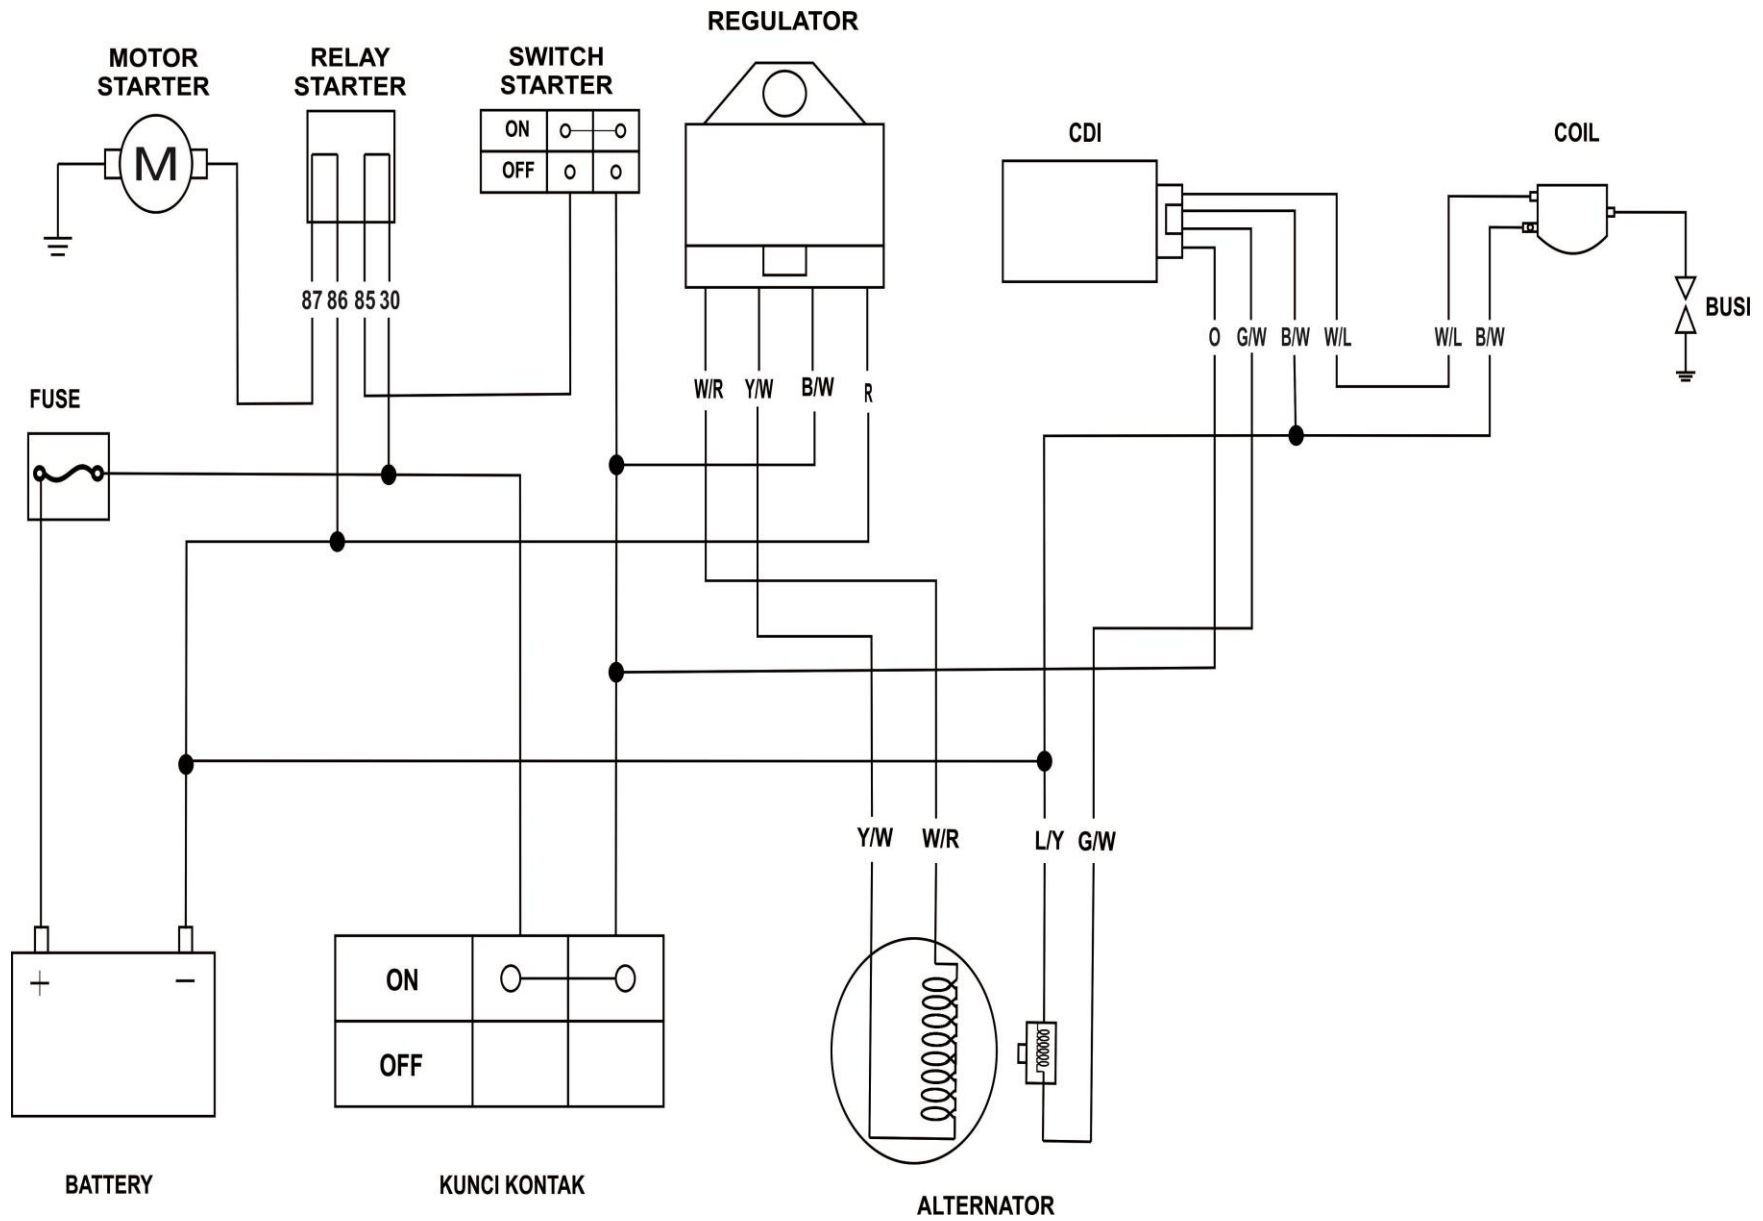 REGULATOR
MOTOR
STARTER
RELAY
STARTER
SWITCH
STARTER
ON
OFF
M
CDI
COIL
87 86 85 30
BUSI
O G/W B/W W/L
W/L B/W
W/R Y/W B/W R
FUSE
Y/W W/R
L/Y G/W
+ −
ON
OFF
BATTERY
KUNCI KONTAK
ALTERNATOR